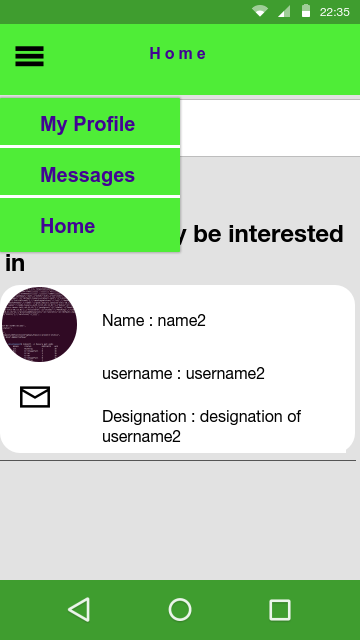 22:35
Home
My Profile
Messages
Home
be interested
in
Name : name2
username : username2
Designation : designation of
username2